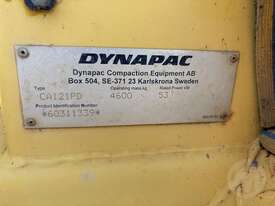 DYNAPAC
Dynapac Compaction Equipment AB
Box 504, SE-371 23 Karlskrona Sweden
Type Operating mass kg Rated Power kW
CA121PD 4600 53
Product Identification Number
*60311339*